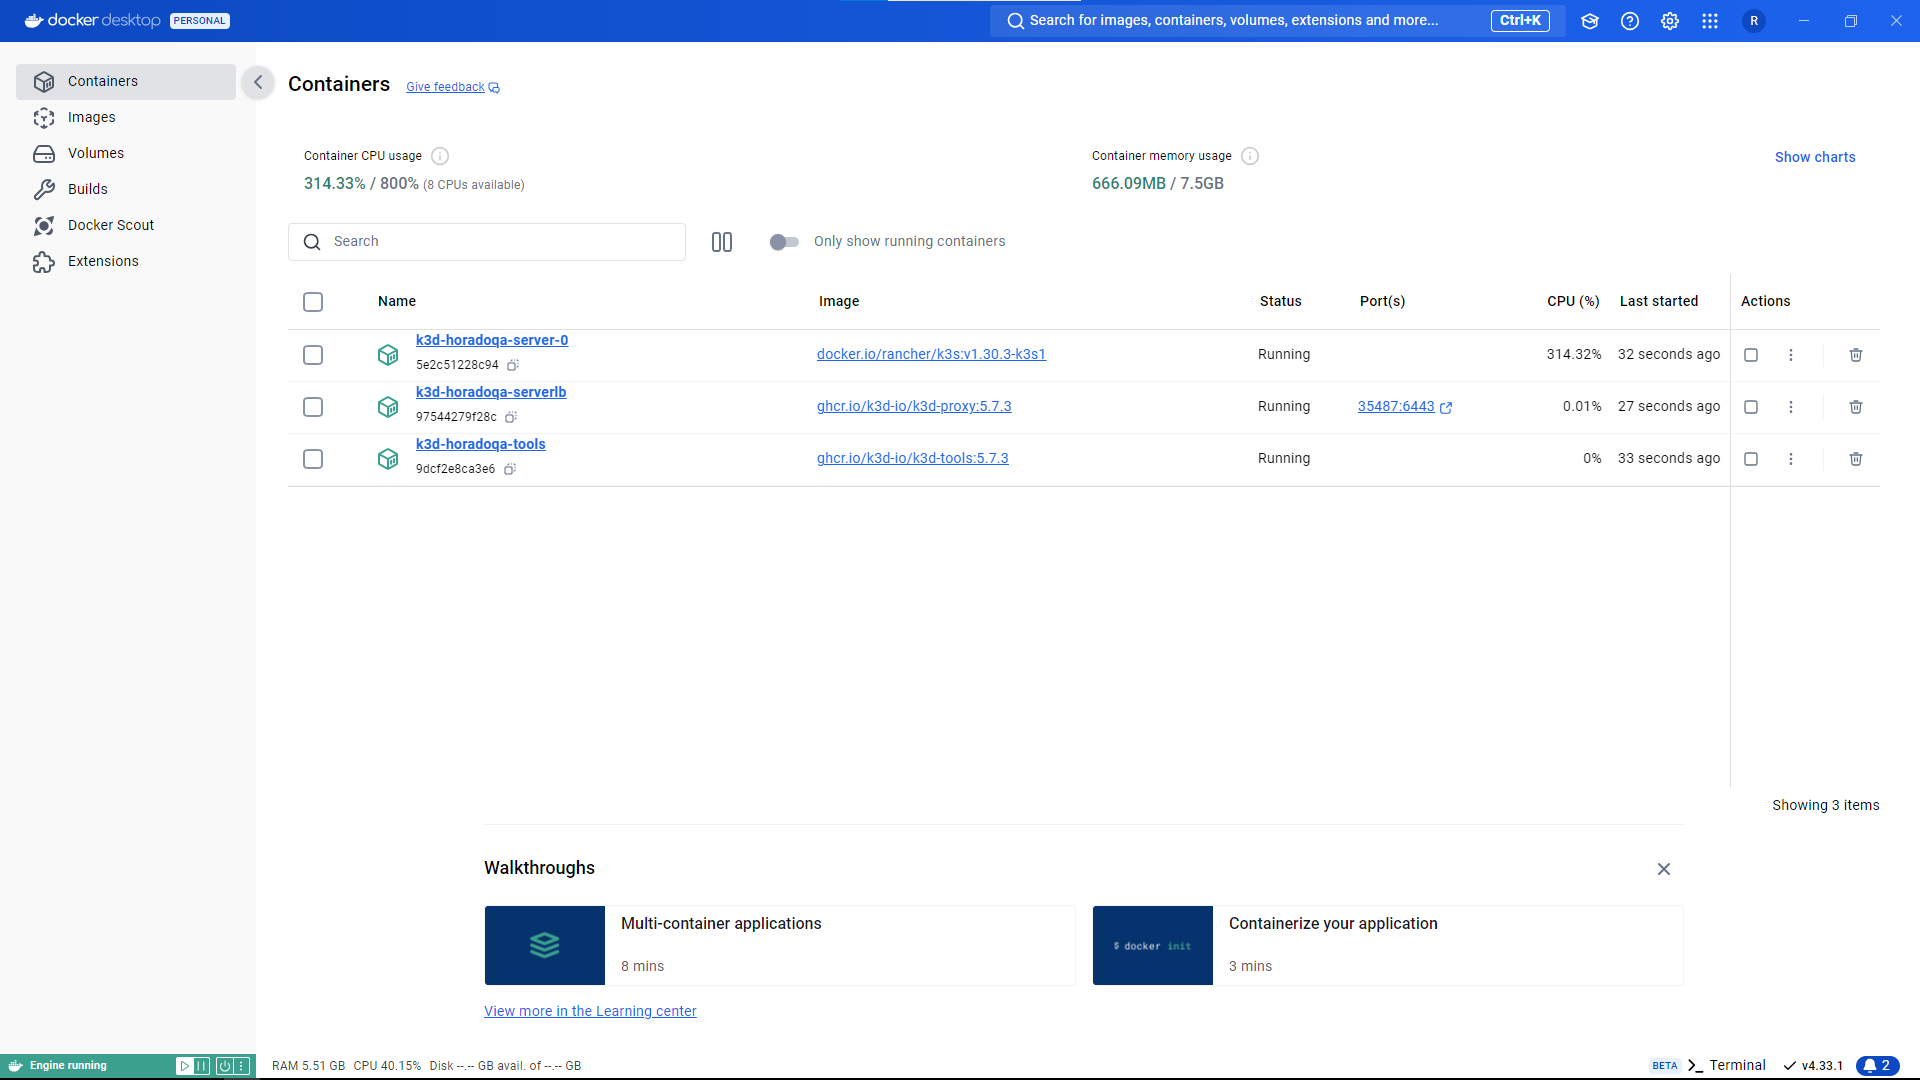 docker desktop PERSONAL
Search for images, containers, volumes, extensions and more... Ctrl+K
R
Containers
Images
Volumes
Builds
Docker Scout
Extensions
Containers Give feedback
Container CPU usage
314.33% / 800% (8 CPUs available)
Container memory usage
666.09MB / 7.5GB
Show charts
Search
Only show running containers
Name Image Status Port(s) CPU (%) Last started Actions
k3d-horadoqa-server-0
5e2c51228c94
docker.io/rancher/k3s:v1.30.3-k3s1 Running 314.32% 32 seconds ago
k3d-horadoqa-serverlb
97544279f28c
ghcr.io/k3d-io/k3d-proxy:5.7.3 Running 35487:6443 0.01% 27 seconds ago
k3d-horadoqa-tools
9dcf2e8ca3e6
ghcr.io/k3d-io/k3d-tools:5.7.3 Running 0% 33 seconds ago
Showing 3 items
Walkthroughs
Multi-container applications
8 mins
$ docker init
Containerize your application
3 mins
View more in the Learning center
Engine running
RAM 5.51 GB CPU 40.15% Disk --.-- GB avail. of --.-- GB
BETA Terminal v4.33.1 2